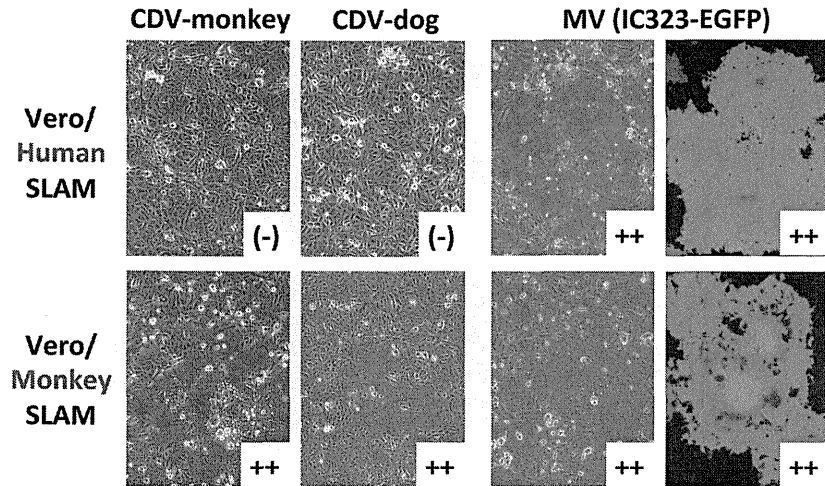 CDV-monkey CDV-dog MV (IC323-EGFP)
Vero/
Human
SLAM
(-) (-) ++ ++
Vero/
Monkey
SLAM
++ ++ ++ ++